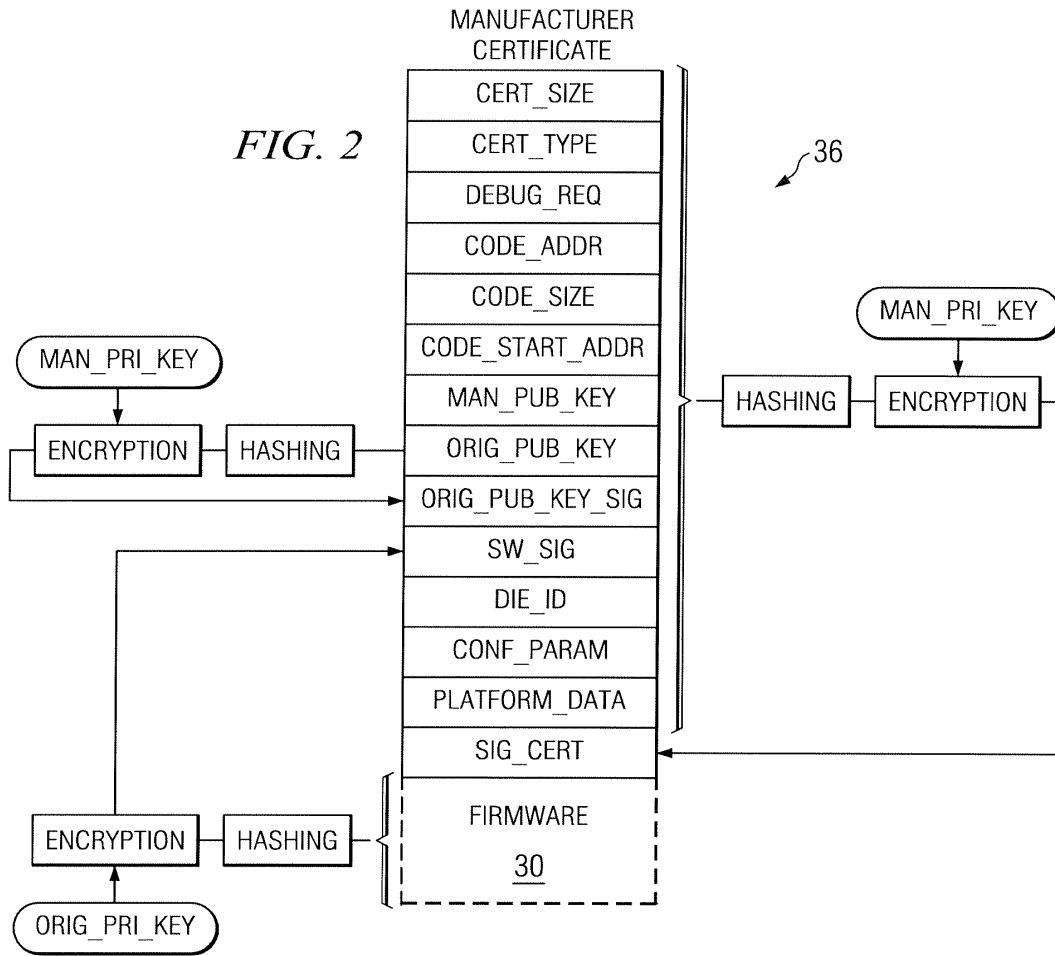 MANUFACTURER
CERTIFICATE
FIG. 2
36
CERT_SIZE
CERT_TYPE
DEBUG_REQ
CODE_ADDR
CODE_SIZE
CODE_START_ADDR
MAN_PUB_KEY
ORIG_PUB_KEY
ORIG_PUB_KEY_SIG
SW_SIG
DIE_ID
CONF_PARAM
PLATFORM_DATA
SIG_CERT
FIRMWARE
30
MAN_PRI_KEY
ENCRYPTION
HASHING
MAN_PRI_KEY
HASHING
ENCRYPTION
ENCRYPTION
HASHING
ORIG_PRI_KEY